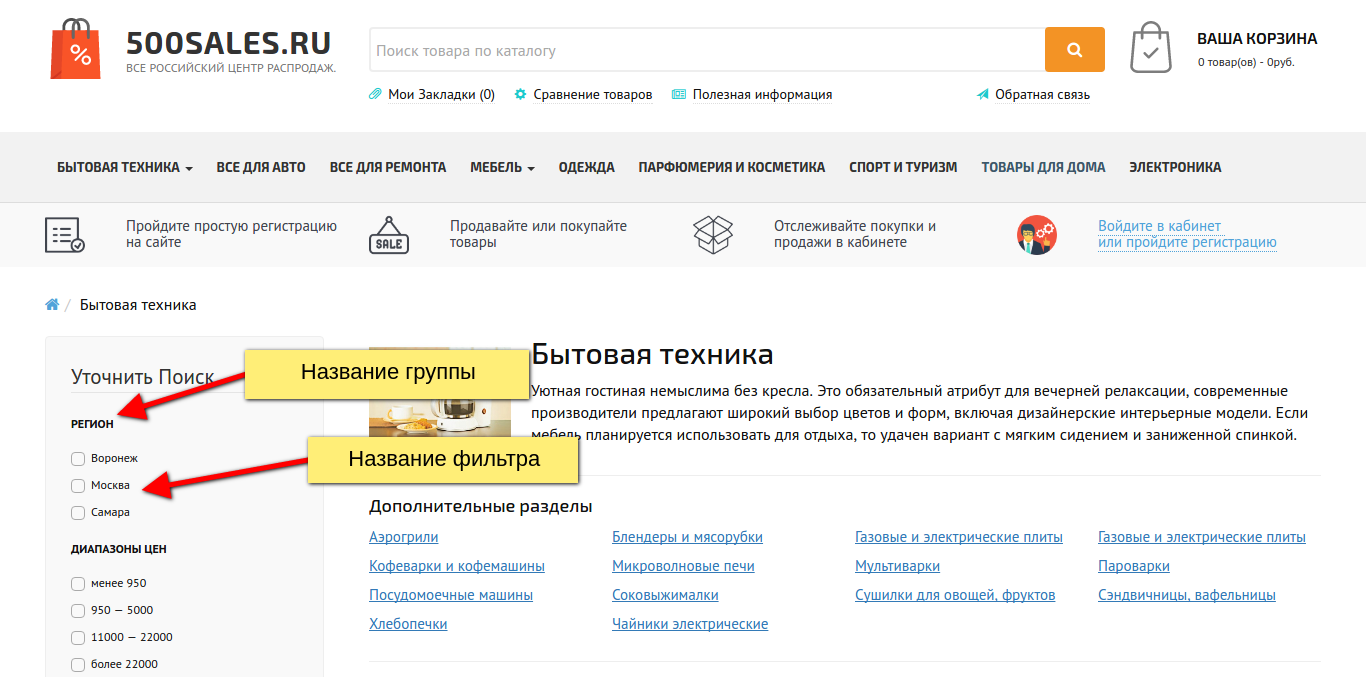 500SALES.RU
ВСЕ РОССИЙСКИЙ ЦЕНТР РАСПРОДАЖ.
Поиск товара по каталогу
ВАША КОРЗИНА
0 товар(ов) - 0руб.
Мои Закладки (0)
Сравнение товаров
Полезная информация
Обратная связь
БЫТОВАЯ ТЕХНИКА
ВСЕ ДЛЯ АВТО
ВСЕ ДЛЯ РЕМОНТА
МЕБЕЛЬ
ОДЕЖДА
ПАРФЮМЕРИЯ И КОСМЕТИКА
СПОРТ И ТУРИЗМ
ТОВАРЫ ДЛЯ ДОМА
ЭЛЕКТРОНИКА
Пройдите простую регистрацию
на сайте
SALE
Продавайте или покупайте
товары
Отслеживайте покупки и
продажи в кабинете
Войдите в кабинет
или пройдите регистрацию
/ Бытовая техника
Уточнить Поиск
Название группы
РЕГИОН
Воронеж
Название фильтра
Москва
Самара
ДИАПАЗОНЫ ЦЕН
менее 950
950 — 5000
11000 — 22000
более 22000
Бытовая техника
Уютная гостиная немыслима без кресла. Это обязательный атрибут для вечерней релаксации, современные
производители предлагают широкий выбор цветов и форм, включая дизайнерские интерьерные модели. Если
мебель планируется использовать для отдыха, то удачен вариант с мягким сидением и заниженной спинкой.
Дополнительные разделы
Аэрогрили
Блендеры и мясорубки
Газовые и электрические плиты
Газовые и электрические плиты
Кофеварки и кофемашины
Микроволновые печи
Мультиварки
Пароварки
Посудомоечные машины
Соковыжималки
Сушилки для овощей, фруктов
Сэндвичницы, вафельницы
Хлебопечки
Чайники электрические